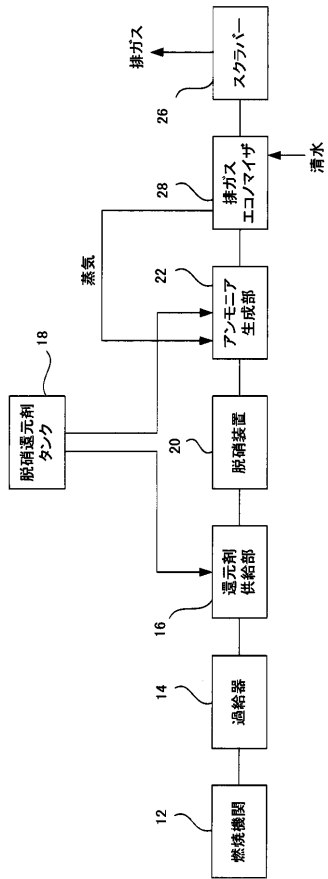 燃焼機関
12
過給器
14
還元剤
供給部
16
脱硝装置
20
アンモニア
生成部
22
排ガス
エコノマイザ
28
スクラバー
26
脱硝還元剤
タンク
18
蒸気
清水
排ガス